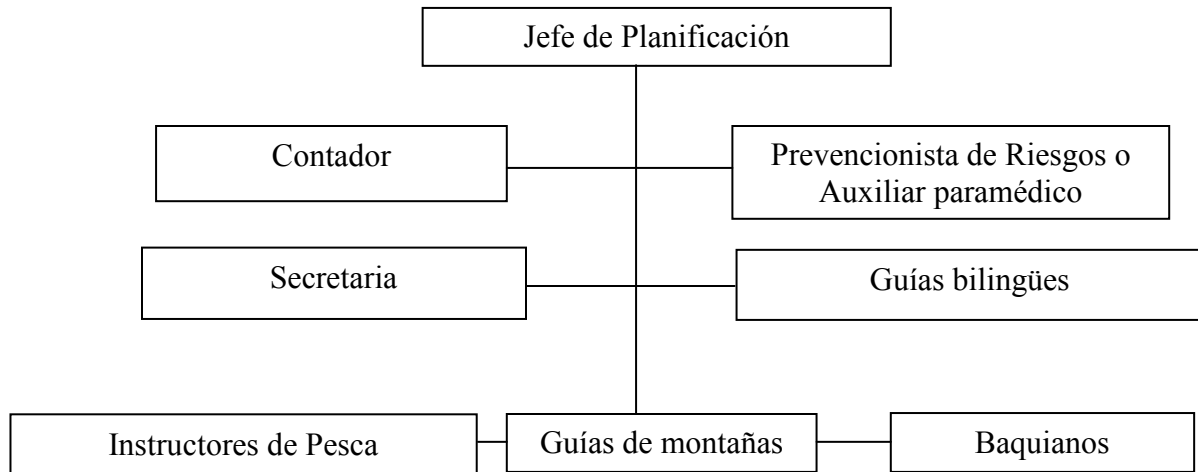 Jefe de Planificación
Contador
Prevencionista de Riesgos o
Auxiliar paramédico
Secretaria
Guías bilingües
Instructores de Pesca
Guías de montañas
Baquianos